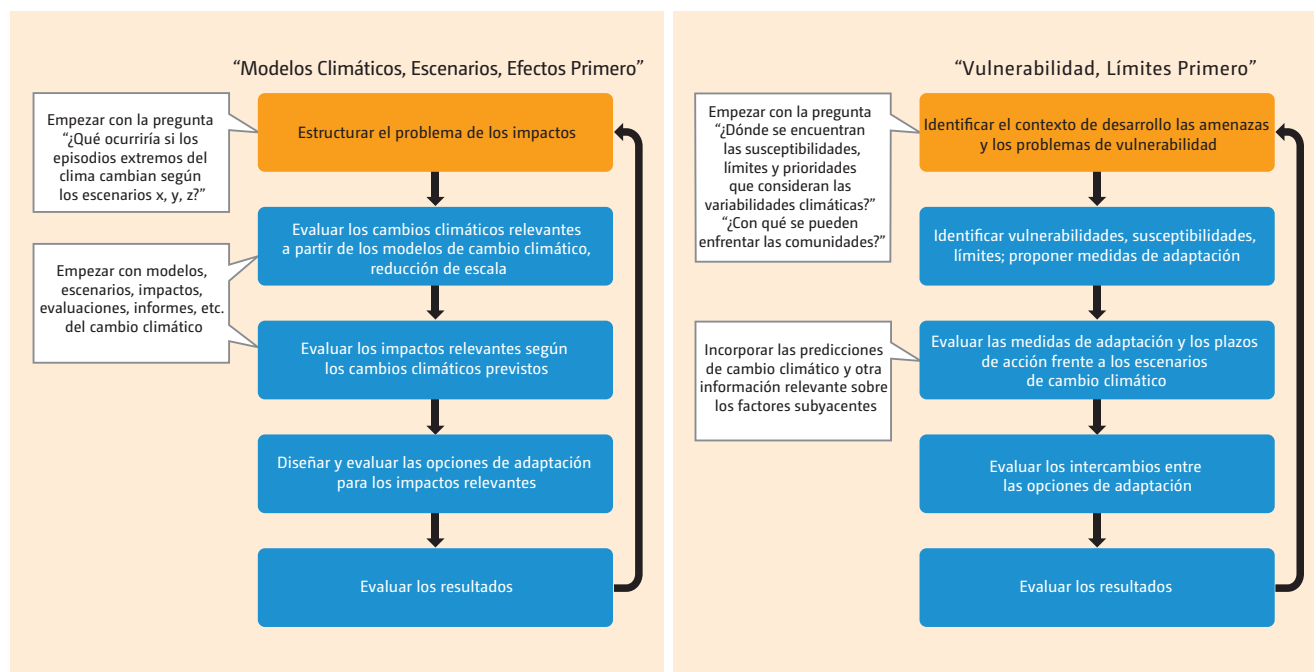 “Modelos Climáticos, Escenarios, Efectos Primero”
Empezar con la pregunta
“¿Qué ocurriría si los
episodios extremos del
clima cambian según
los escenarios x, y, z?”
Estructurar el problema de los impactos
Evaluar los cambios climáticos relevantes
a partir de los modelos de cambio climático,
reducción de escala
Empezar con modelos,
escenarios, impactos,
evaluaciones, informes, etc.
del cambio climático
Evaluar los impactos relevantes según
los cambios climáticos previstos
Diseñar y evaluar las opciones de adaptación
para los impactos relevantes
Evaluar los resultados
“Vulnerabilidad, Límites Primero”
Empezar con la pregunta
“¿Dónde se encuentran
las susceptibilidades,
límites y prioridades
que consideran las
variabilidades climáticas?”
“¿Con qué se pueden
enfrentar las comunidades?”
Identificar el contexto de desarrollo las amenazas
y los problemas de vulnerabilidad
Identificar vulnerabilidades, susceptibilidades,
límites; proponer medidas de adaptación
Incorporar las predicciones
de cambio climático y otra
información relevante sobre
los factores subyacentes
Evaluar las medidas de adaptación y los plazos
de acción frente a los escenarios
de cambio climático
Evaluar los intercambios entre
las opciones de adaptación
Evaluar los resultados